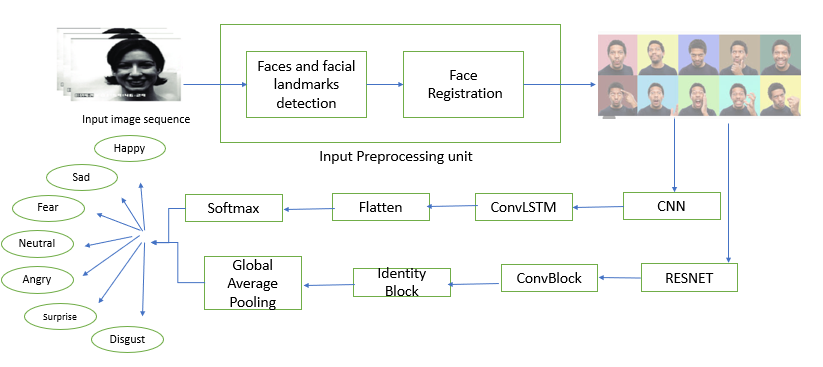 Faces and facial
landmarks
detection
Face
Registration
Input image sequence
Input Preprocessing unit
Happy
Sad
Fear
Neutral
Angry
Surprise
Disgust
Softmax
Flatten
ConvLSTM
CNN
Global
Average
Pooling
Identity
Block
ConvBlock
RESNET